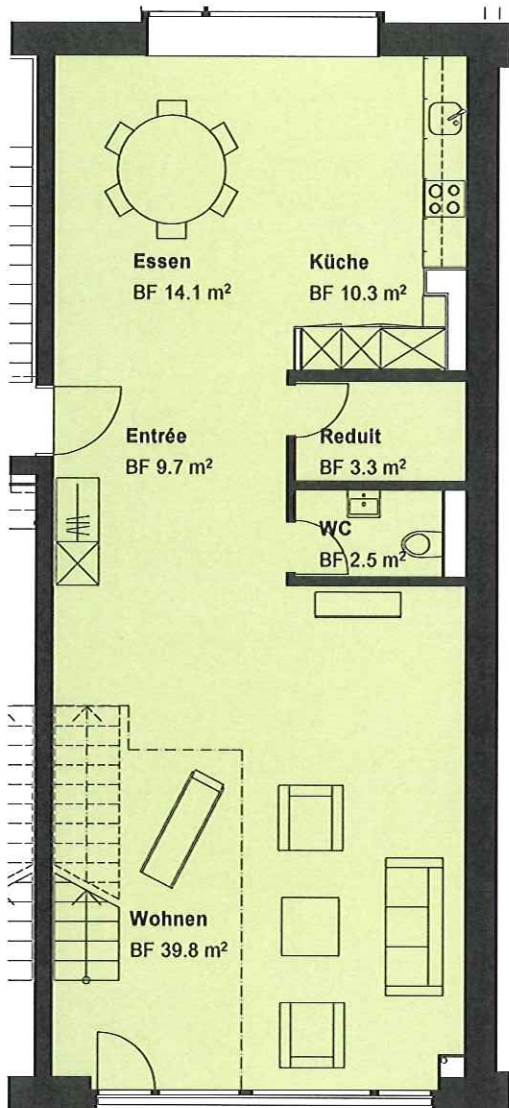 Essen
BF 14.1 m²
Küche
BF 10.3 m²
Entrée
BF 9.7 m²
Reduit
BF 3.3 m²
WC
BF 2.5 m²
Wohnen
BF 39.8 m²